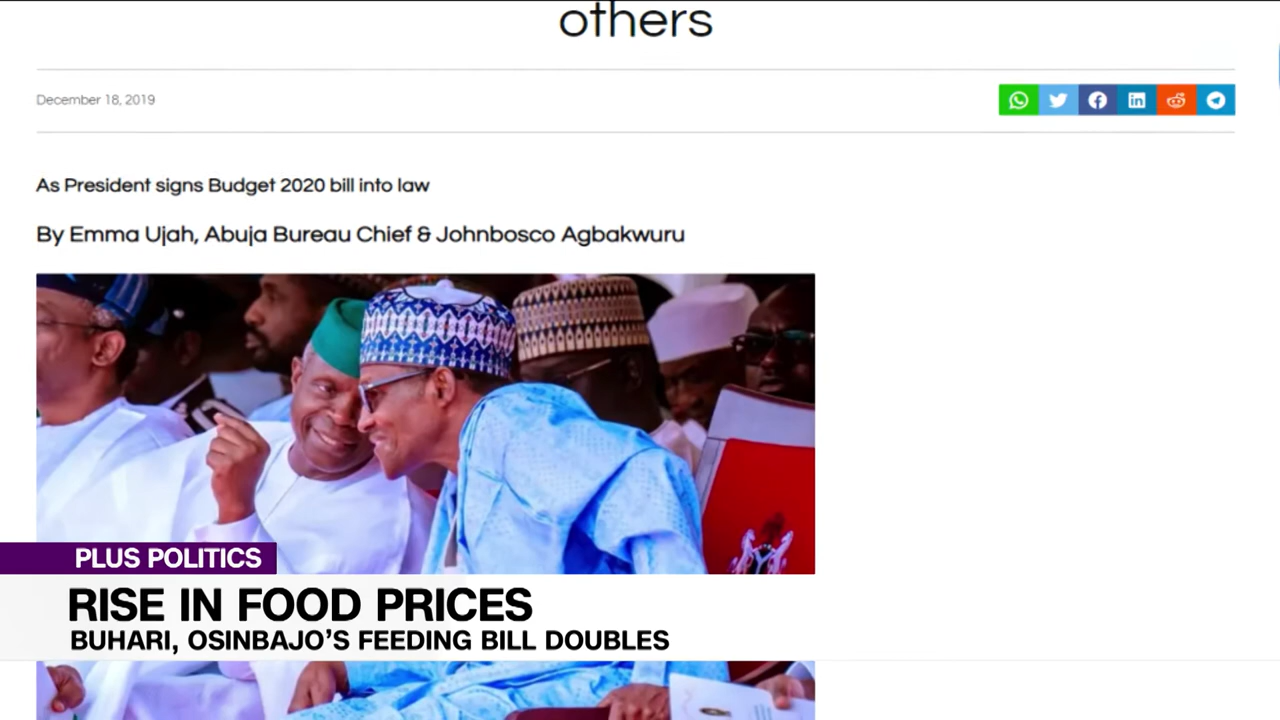 others
December 18, 2019
As President signs Budget 2020 bill into law
By Emma Ujah, Abuja Bureau Chief & Johnbosco Agbakwuru
PLUS POLITICS
RISE IN FOOD PRICES
BUHARI, OSINBAJO'S FEEDING BILL DOUBLES